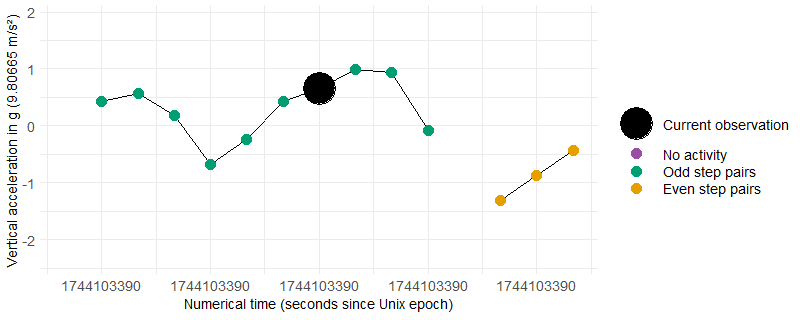 Vertical acceleration in g (9.80665 m/s²)
2
1
0
-1
-2
1744103390 1744103390 1744103390 1744103390 1744103390
Numerical time (seconds since Unix epoch)
Current observation
No activity
Odd step pairs
Even step pairs